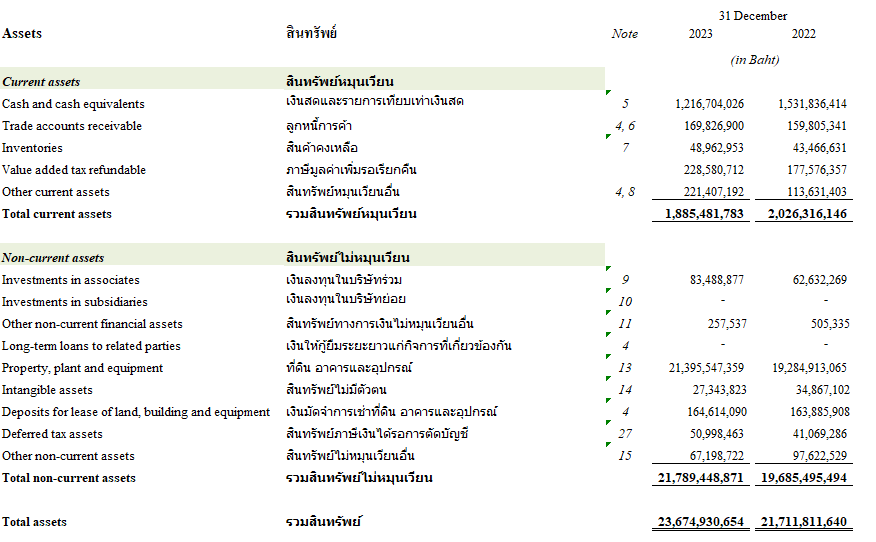 31 December
Assets สินทรัพย์ Note 2023 2022
(in Baht)
Current assets สินทรัพย์หมุนเวียน
Cash and cash equivalents เงินสดและรายการเทียบเท่าเงินสด 5 1,216,704,026 1,531,836,414
Trade accounts receivable ลูกหนี้การค้า 4, 6 169,826,900 159,805,341
Inventories สินค้าคงเหลือ 7 48,962,953 43,466,631
Value added tax refundable ภาษีมูลค่าเพิ่มรอเรียกคืน 228,580,712 177,576,357
Other current assets สินทรัพย์หมุนเวียนอื่น 4, 8 221,407,192 113,631,403
Total current assets รวมสินทรัพย์หมุนเวียน 1,885,481,783 2,026,316,146
Non-current assets สินทรัพย์ไม่หมุนเวียน
Investments in associates เงินลงทุนในบริษัทร่วม 9 83,488,877 62,632,269
Investments in subsidiaries เงินลงทุนในบริษัทย่อย 10 - -
Other non-current financial assets สินทรัพย์ทางการเงินไม่หมุนเวียนอื่น 11 257,537 505,335
Long-term loans to related parties เงินให้กู้ยืมระยะยาวแก่กิจการที่เกี่ยวข้องกัน 4 - -
Property, plant and equipment ที่ดิน อาคารและอุปกรณ์ 13 21,395,547,359 19,284,913,065
Intangible assets สินทรัพย์ไม่มีตัวตน 14 27,343,823 34,867,102
Deposits for lease of land, building and equipment เงินมัดจำการเช่าที่ดิน อาคารและอุปกรณ์ 4 164,614,090 163,885,908
Deferred tax assets สินทรัพย์ภาษีเงินได้รอการตัดบัญชี 27 50,998,463 41,069,286
Other non-current assets สินทรัพย์ไม่หมุนเวียนอื่น 15 67,198,722 97,622,529
Total non-current assets รวมสินทรัพย์ไม่หมุนเวียน 21,789,448,871 19,685,495,494
Total assets รวมสินทรัพย์ 23,674,930,654 21,711,811,640